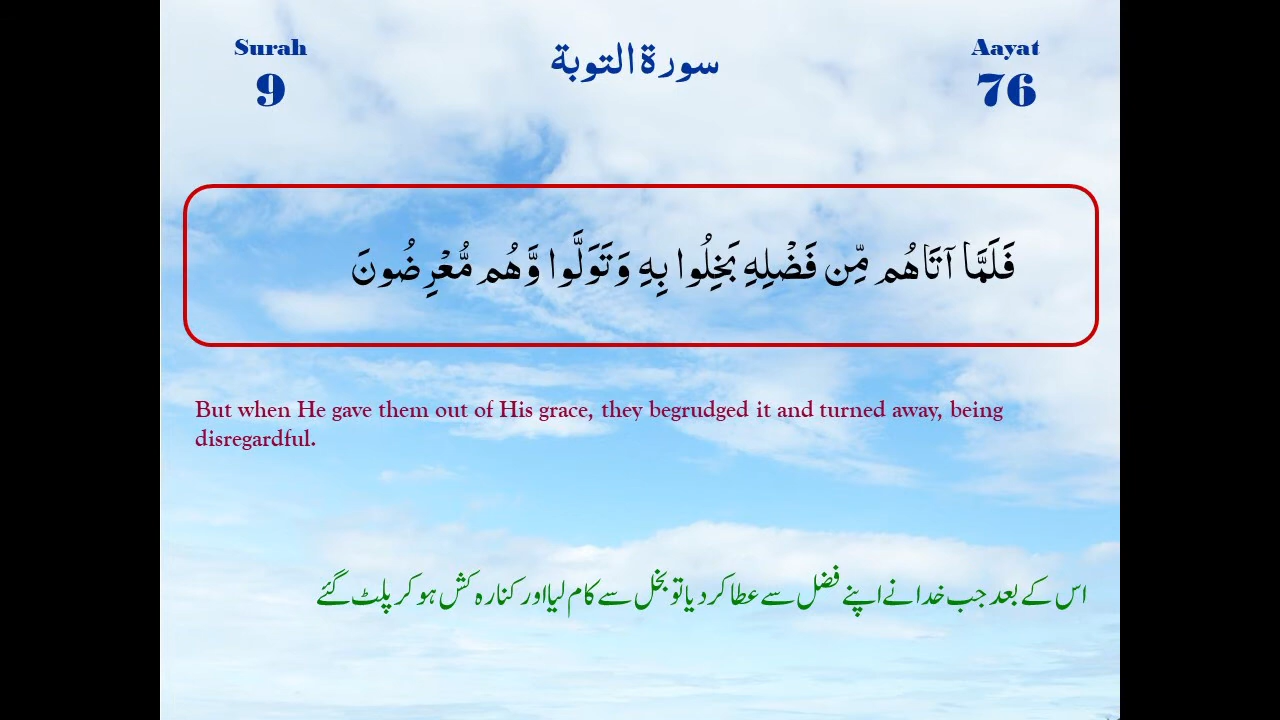 Surah
9
سورة التوبة
Aayat
76
فَلَمَّا آتَاهُم مِّن فَضْلِهِ بَخِلُوا بِهِ وَتَوَلَّوا وَّهُم مُّعْرِضُونَ
But when He gave them out of His grace, they begrudged it and turned away, being
disregardful.
اس کے بعد جب خدا نے اپنے فضل سے عطا کر دیا تو بخل سے کام لیا اور کنارہ کش ہو کر پلٹ گئے